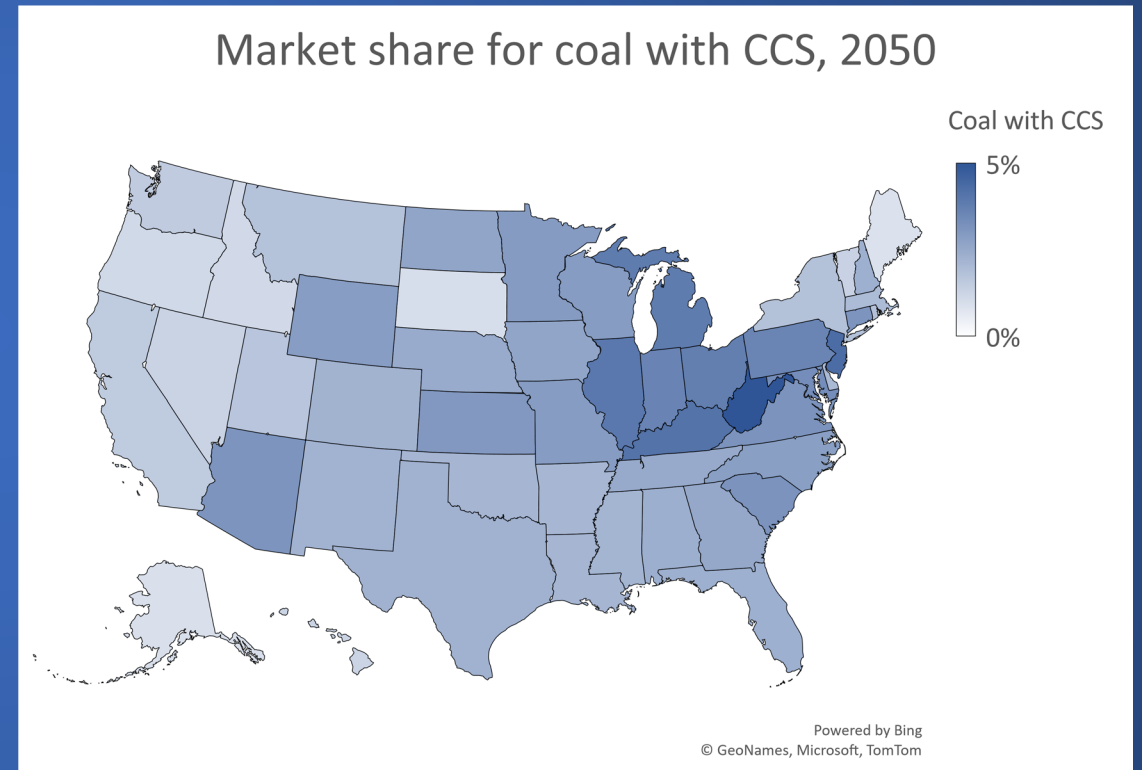 Market share for coal with CCS, 2050
Coal with CCS
5%
0%
Powered by Bing
© GeoNames, Microsoft, TomTom